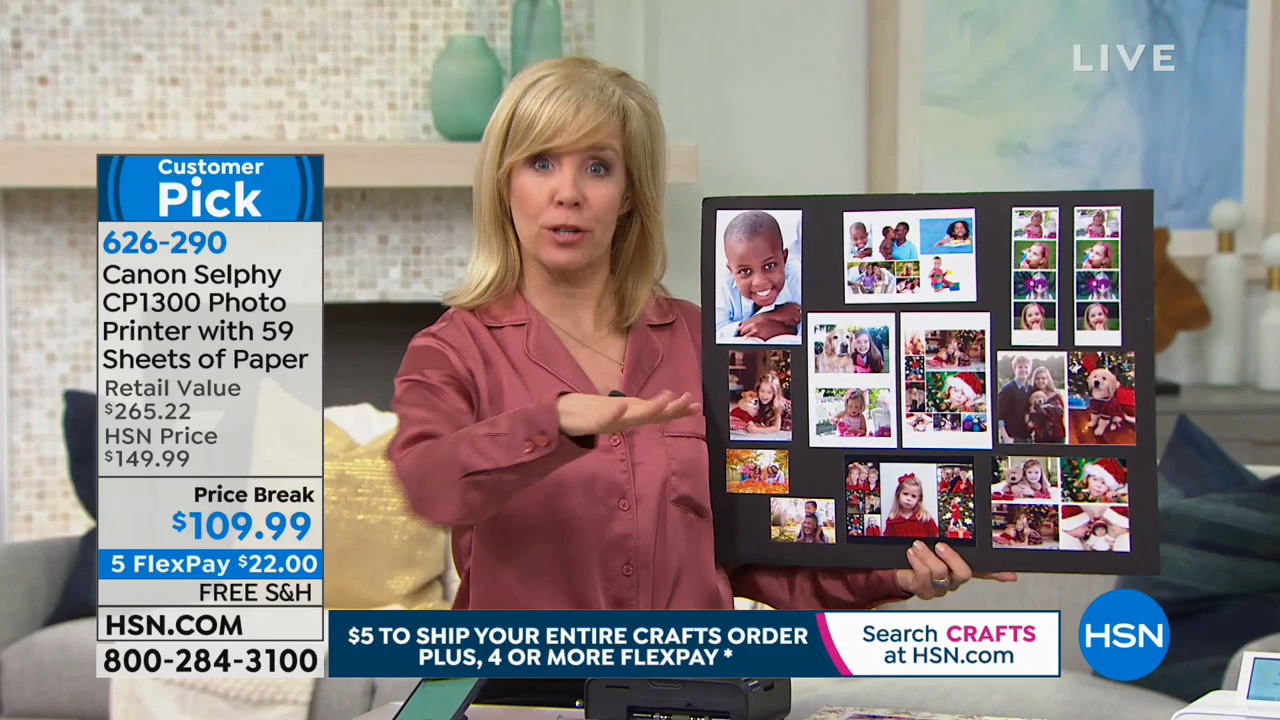 LIVE
Customer
Pick
626-290
Canon Selphy
CP1300 Photo
Printer with 59
Sheets of Paper
Retail Value
$265.22
HSN Price
$149.99
Price Break
$109.99
5 FlexPay $22.00
FREE S&H
HSN.COM
800-284-3100
$5 TO SHIP YOUR ENTIRE CRAFTS ORDER
PLUS, 4 OR MORE FLEXPAY *
Search CRAFTS
at HSN.com
HSN